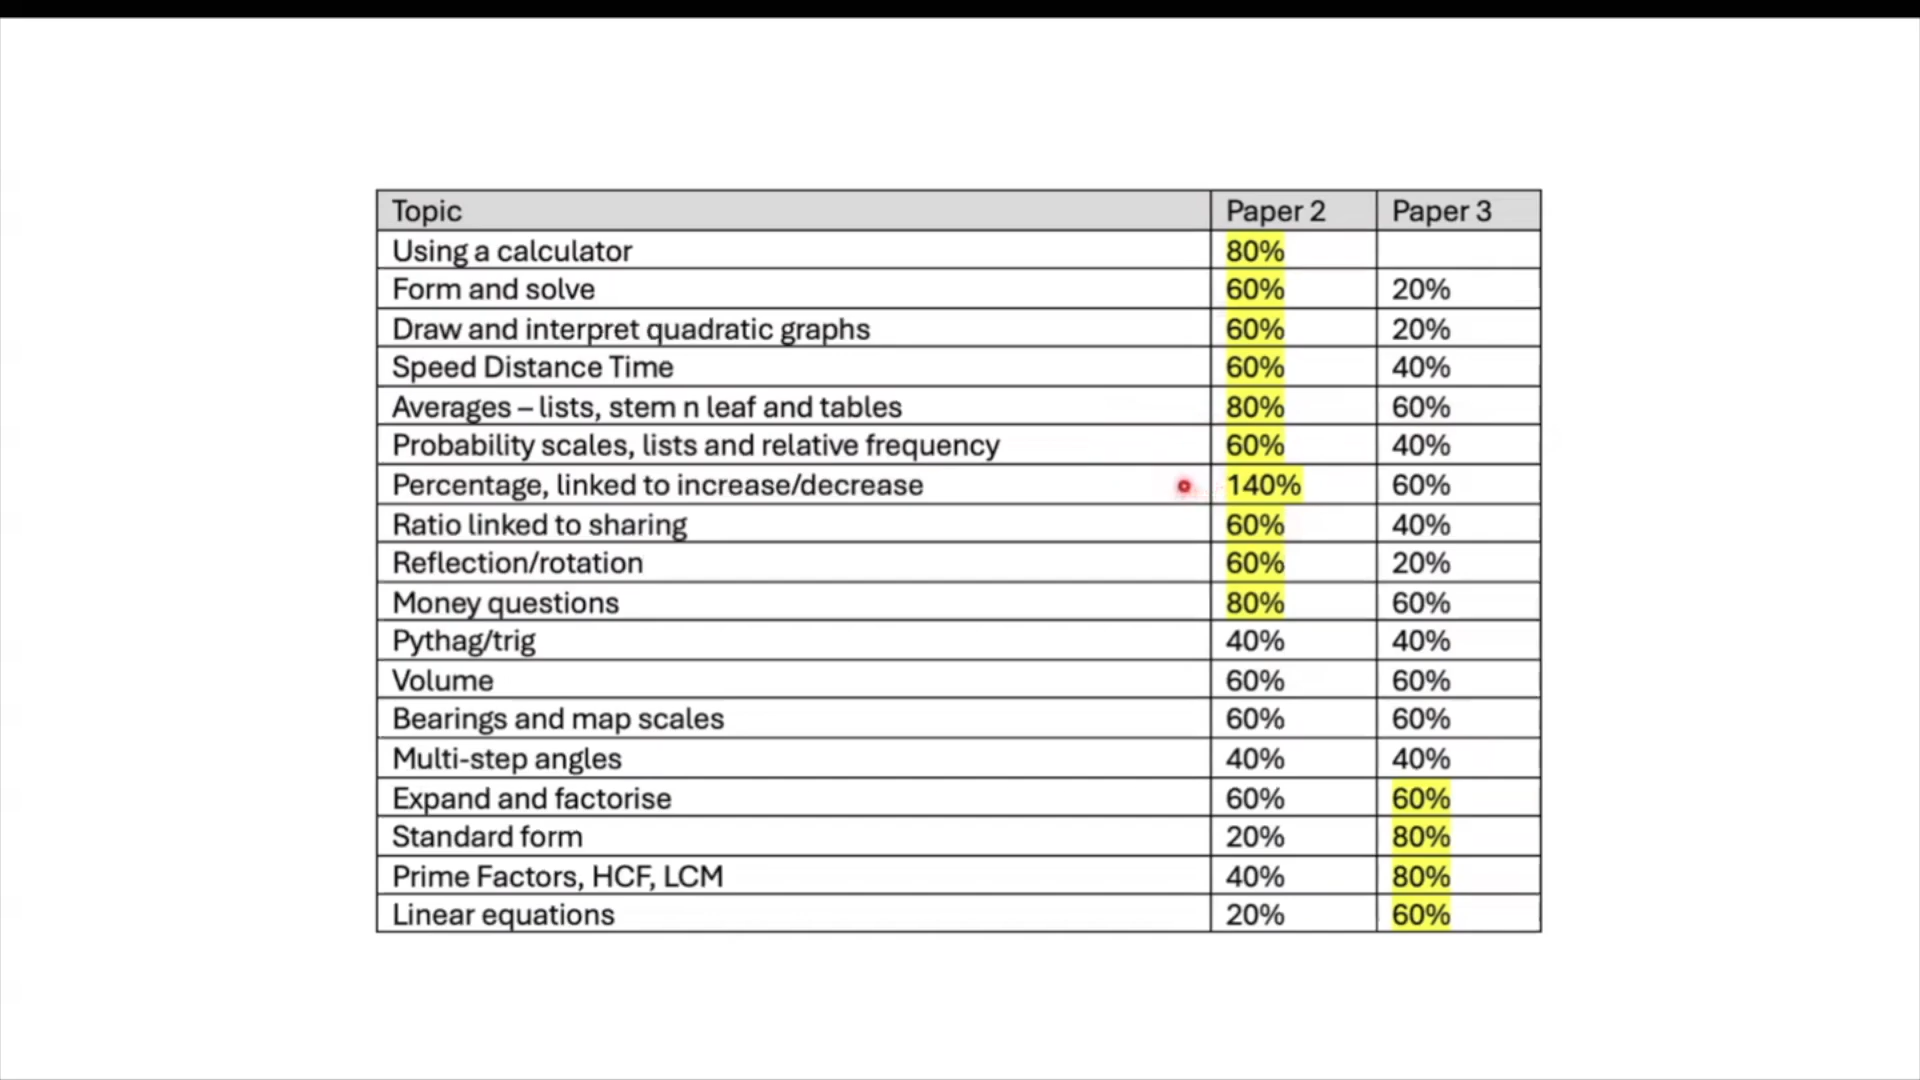 Topic Paper 2 Paper 3
Using a calculator 80%
Form and solve 60% 20%
Draw and interpret quadratic graphs 60% 20%
Speed Distance Time 60% 40%
Averages – lists, stem n leaf and tables 80% 60%
Probability scales, lists and relative frequency 60% 40%
Percentage, linked to increase/decrease 140% 60%
Ratio linked to sharing 60% 40%
Reflection/rotation 60% 20%
Money questions 80% 60%
Pythag/trig 40% 40%
Volume 60% 60%
Bearings and map scales 60% 60%
Multi-step angles 40% 40%
Expand and factorise 60% 60%
Standard form 20% 80%
Prime Factors, HCF, LCM 40% 80%
Linear equations 20% 60%